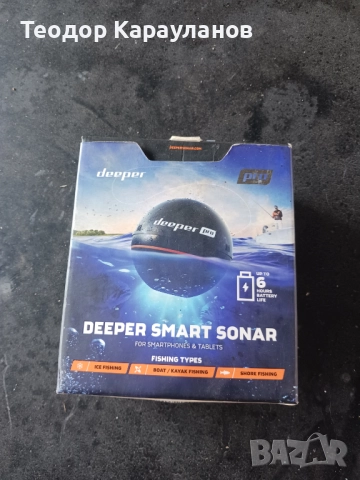 Теодор Карауланов
deeper
pro
deeper pro
UP TO
6
HOURS
BATTERY
LIFE
DEEPER SMART SONAR
FOR SMARTPHONES & TABLETS
FISHING TYPES
ICE FISHING
BOAT / KAYAK FISHING
SHORE FISHING
BAZAR
bg